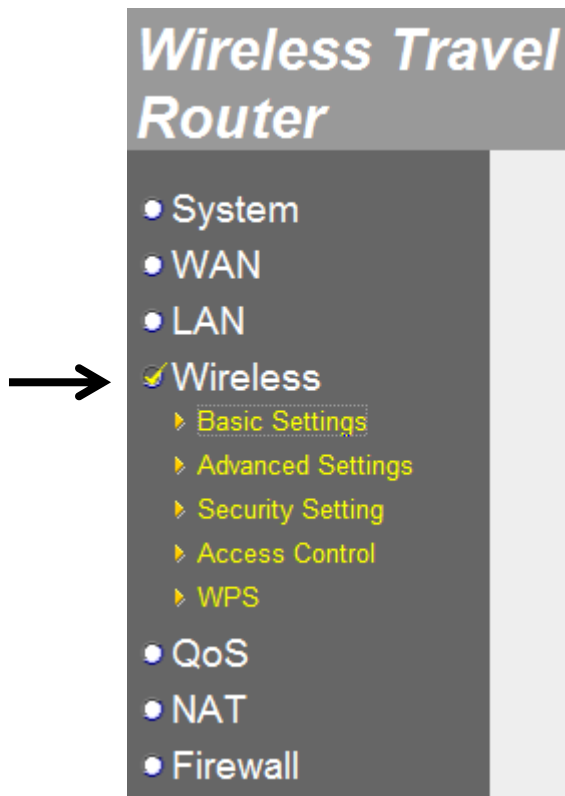 Wireless Travel
Router
System
WAN
LAN
Wireless
Basic Settings
Advanced Settings
Security Setting
Access Control
WPS
QoS
NAT
Firewall